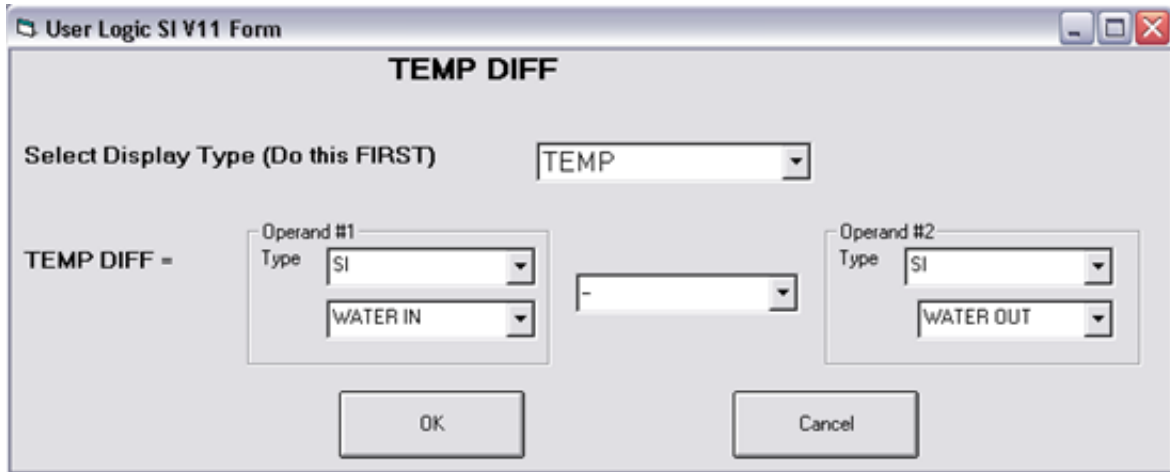 User Logic SI V11 Form
TEMP DIFF
Select Display Type (Do this FIRST)
TEMP
TEMP DIFF =
Operand #1
Type
SI
WATER IN
-
Operand #2
Type
SI
WATER OUT
OK
Cancel